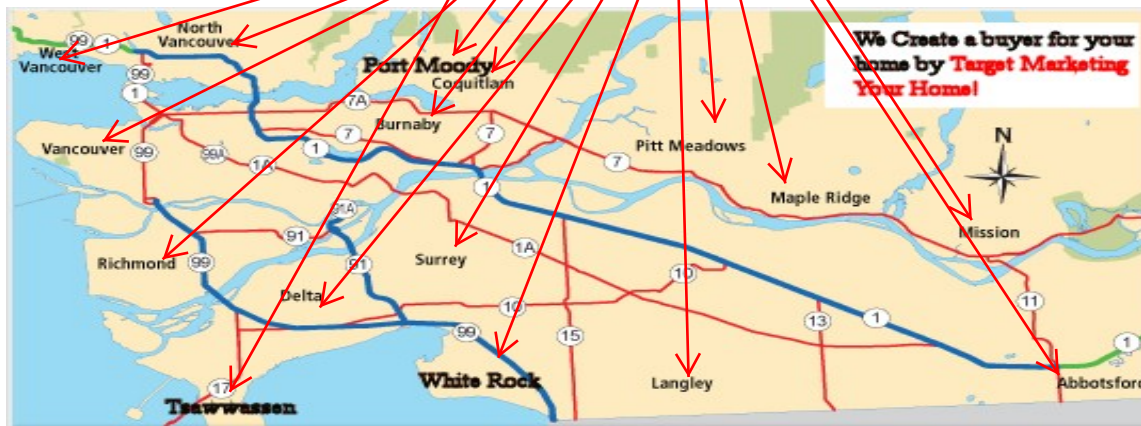 99
1
West
Vancouver
North
Vancouver
We Create a buyer for your
home by Target Marketing
Your Home!
99
1
Port Moody
Coquitlam
7A
Burnaby
7
7
1
Vancouver
99
99A
1A
Pitt Meadows
7
N
1
Maple Ridge
91A
Mission
91
Richmond
99
91
Surrey
1A
Delta
10
10
11
99
15
13
1
1
17
Tsawwassen
White Rock
Langley
Abbotsford